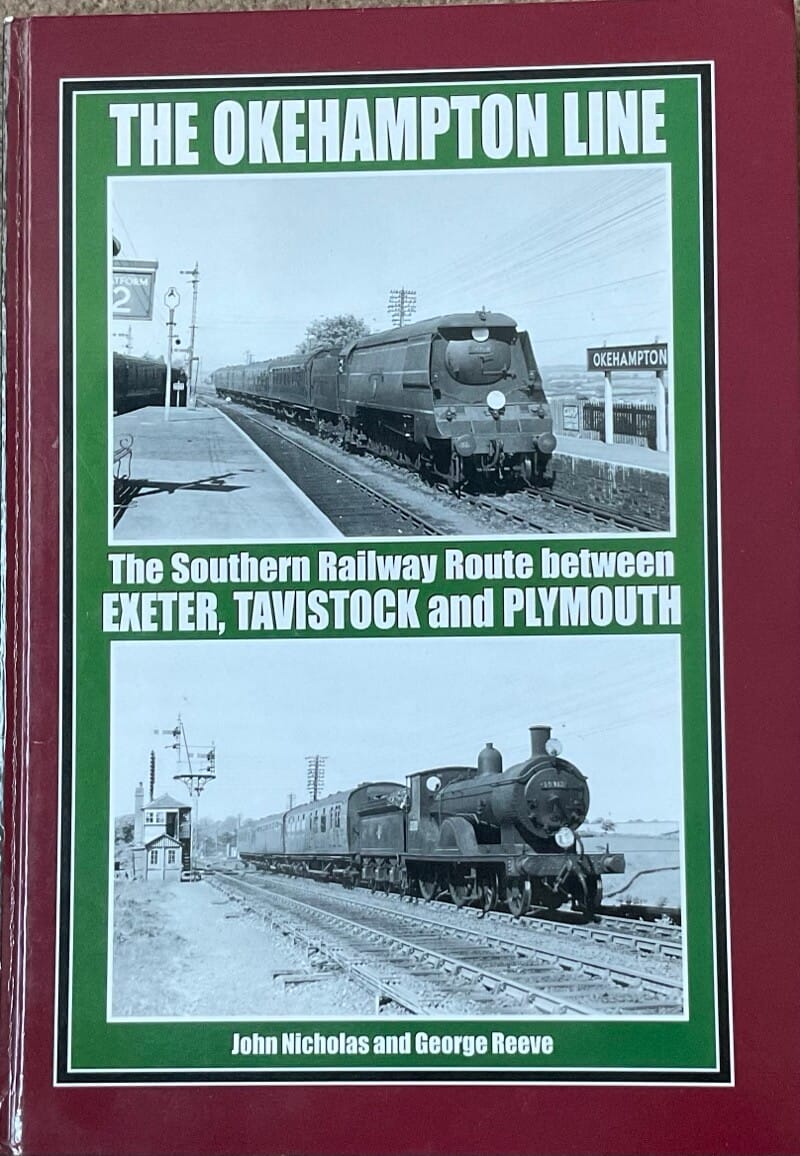 THE OKEHAMPTON LINE
TFORM
2
OKEHAMPTON
The Southern Railway Route between
EXETER, TAVISTOCK and PLYMOUTH
John Nicholas and George Reeve